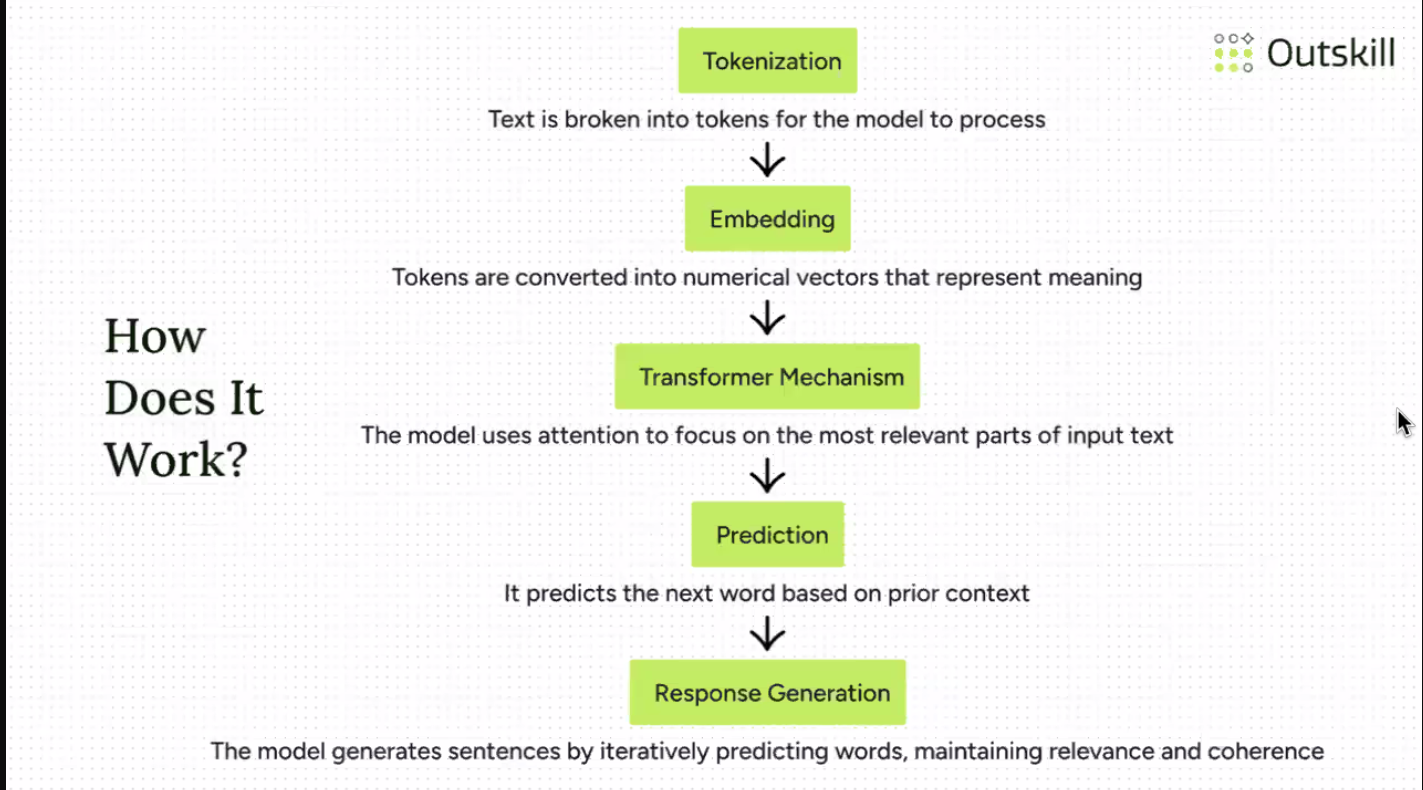 Outskill
Tokenization
Text is broken into tokens for the model to process
Embedding
Tokens are converted into numerical vectors that represent meaning
How
Does It
Work?
Transformer Mechanism
The model uses attention to focus on the most relevant parts of input text
Prediction
It predicts the next word based on prior context
Response Generation
The model generates sentences by iteratively predicting words, maintaining relevance and coherence